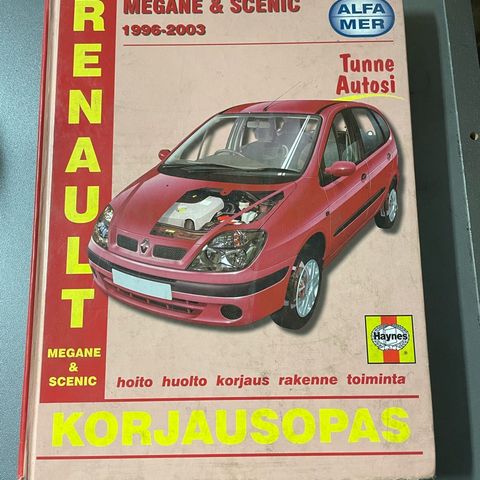 MEGANE & SCENIC
1996-2003
ALFA
MER
Tunne
Autosi
RENAULT
MEGANE
&
SCENIC
Haynes
®
hoito huolto korjaus rakenne toiminta
KORJAUSOPAS